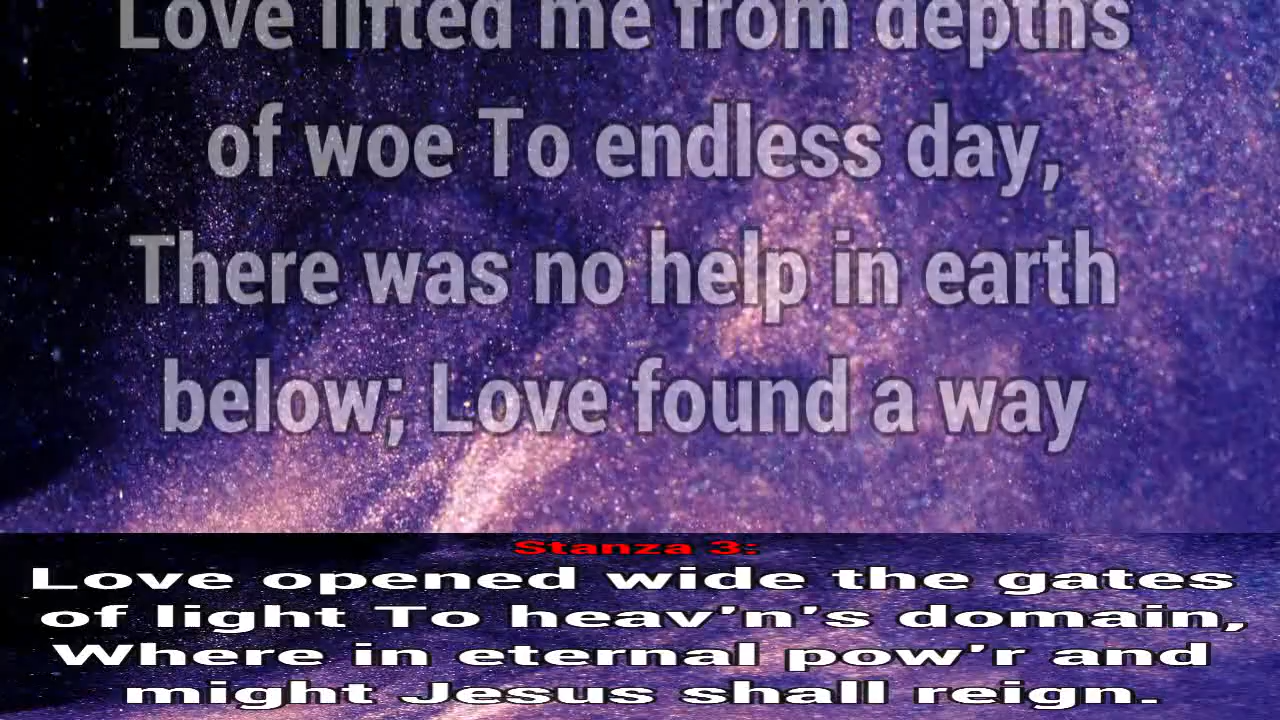 Love lifted me from depths
of woe To endless day,
There was no help in earth
below; Love found a way
Stanza 3:
Love opened wide the gates
of light To heav'n's domain,
Where in eternal pow'r and
might Jesus shall reign.